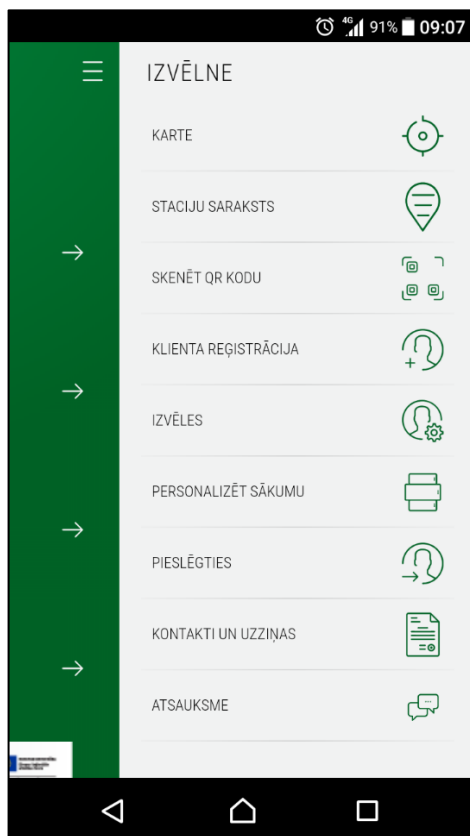 4G 91% 09:07
IZVĒLNE
KARTE
STACIJU SARAKSTS
SKENĒT QR KODU
KLIENTA REĢISTRĀCIJA
IZVĒLES
PERSONALIZĒT SĀKUMU
PIESLĒGTIES
KONTAKTI UN UZZIŅAS
ATSAUKSME